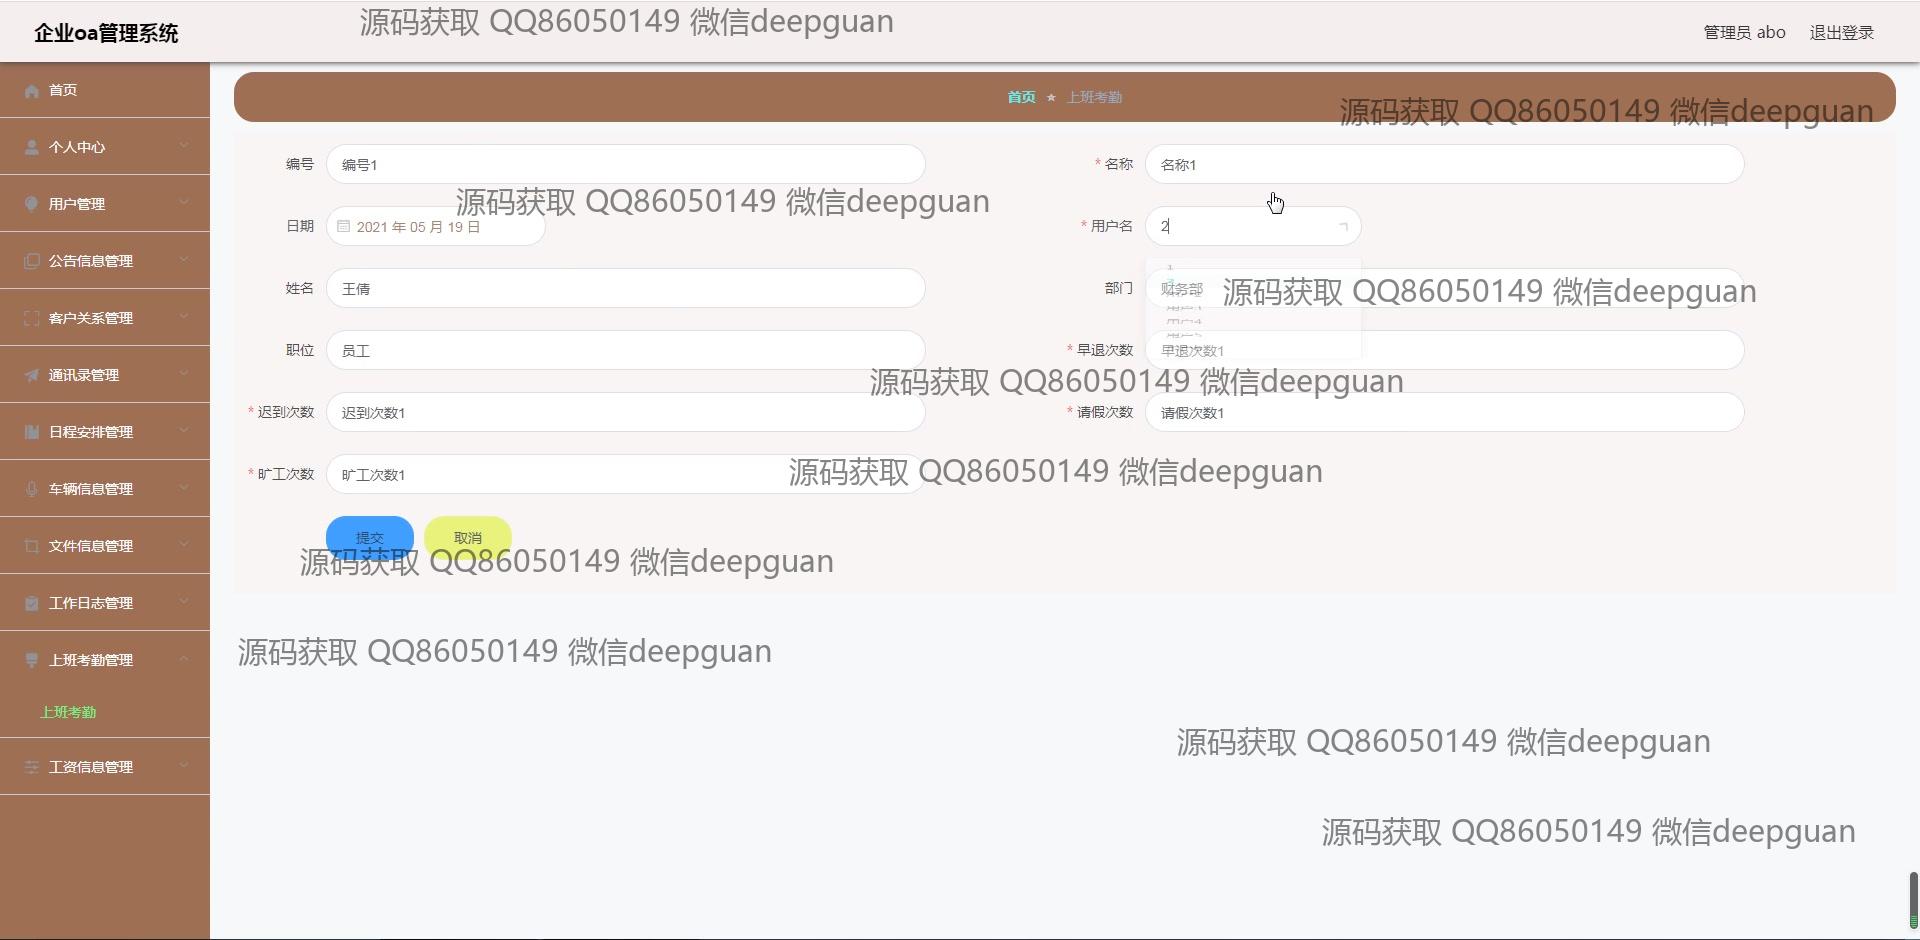 企业oa管理系统
源码获取 QQ86050149 微信deepguan
管理员 abo
退出登录
首页
个人中心
用户管理
公告信息管理
客户关系管理
通讯录管理
日程安排管理
车辆信息管理
文件信息管理
工作日志管理
上班考勤管理
上班考勤
工资信息管理
首页 ★ 上班考勤
源码获取 QQ86050149 微信deepguan
编号 编号1
* 名称 名称1
源码获取 QQ86050149 微信deepguan
日期 2021 年 05 月 19 日
* 用户名 2
姓名 王倩
部门 财务部
源码获取 QQ86050149 微信deepguan
职位 员工
* 早退次数 早退次数1
源码获取 QQ86050149 微信deepguan
* 迟到次数 迟到次数1
* 请假次数 请假次数1
* 旷工次数 旷工次数1
源码获取 QQ86050149 微信deepguan
提交
取消
源码获取 QQ86050149 微信deepguan
源码获取 QQ86050149 微信deepguan
源码获取 QQ86050149 微信deepguan
源码获取 QQ86050149 微信deepguan